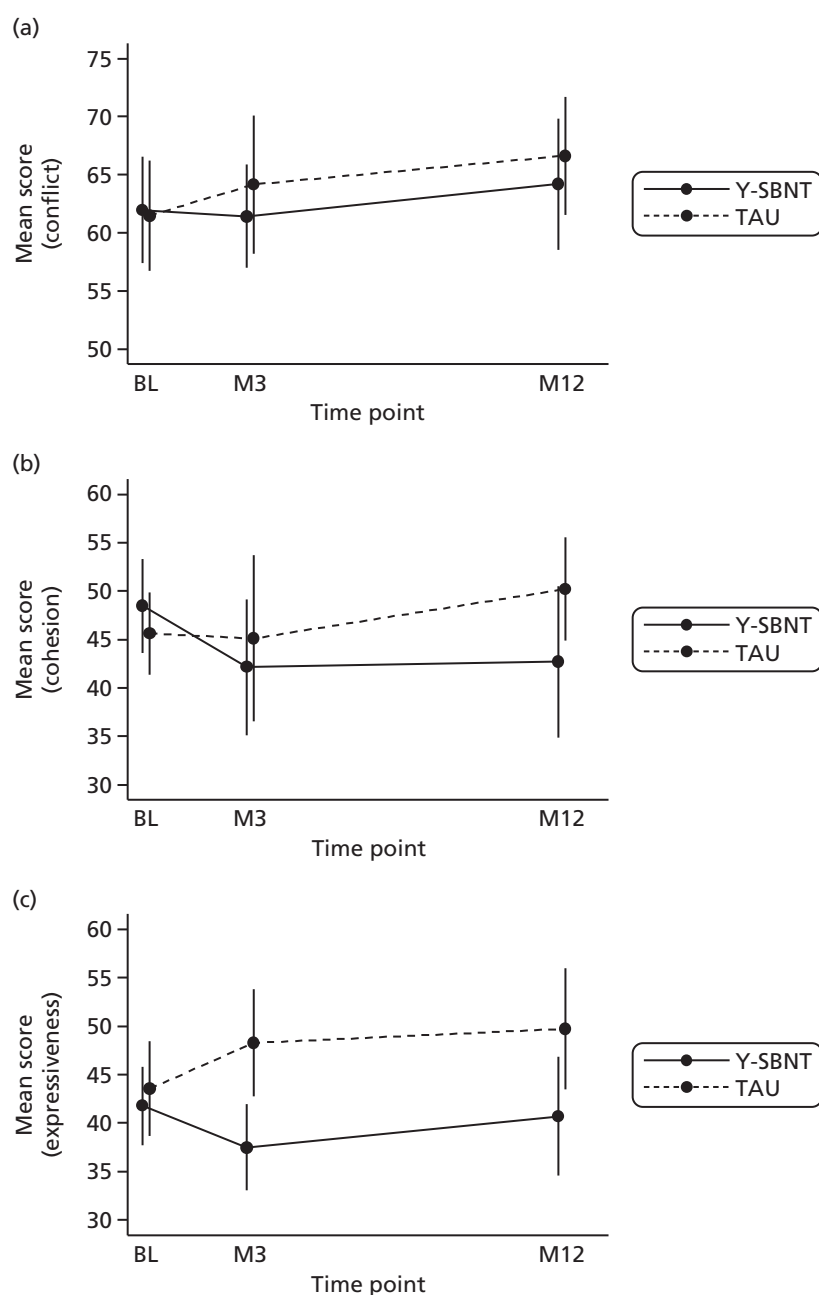 (a)
75
70
65
60
55
50
Mean score
(conflict)
BL M3 M12
Time point
Y-SBNT
TAU
(b)
60
55
50
45
40
35
30
Mean score
(cohesion)
BL M3 M12
Time point
Y-SBNT
TAU
(c)
60
55
50
45
40
35
30
Mean score
(expressiveness)
BL M3 M12
Time point
Y-SBNT
TAU